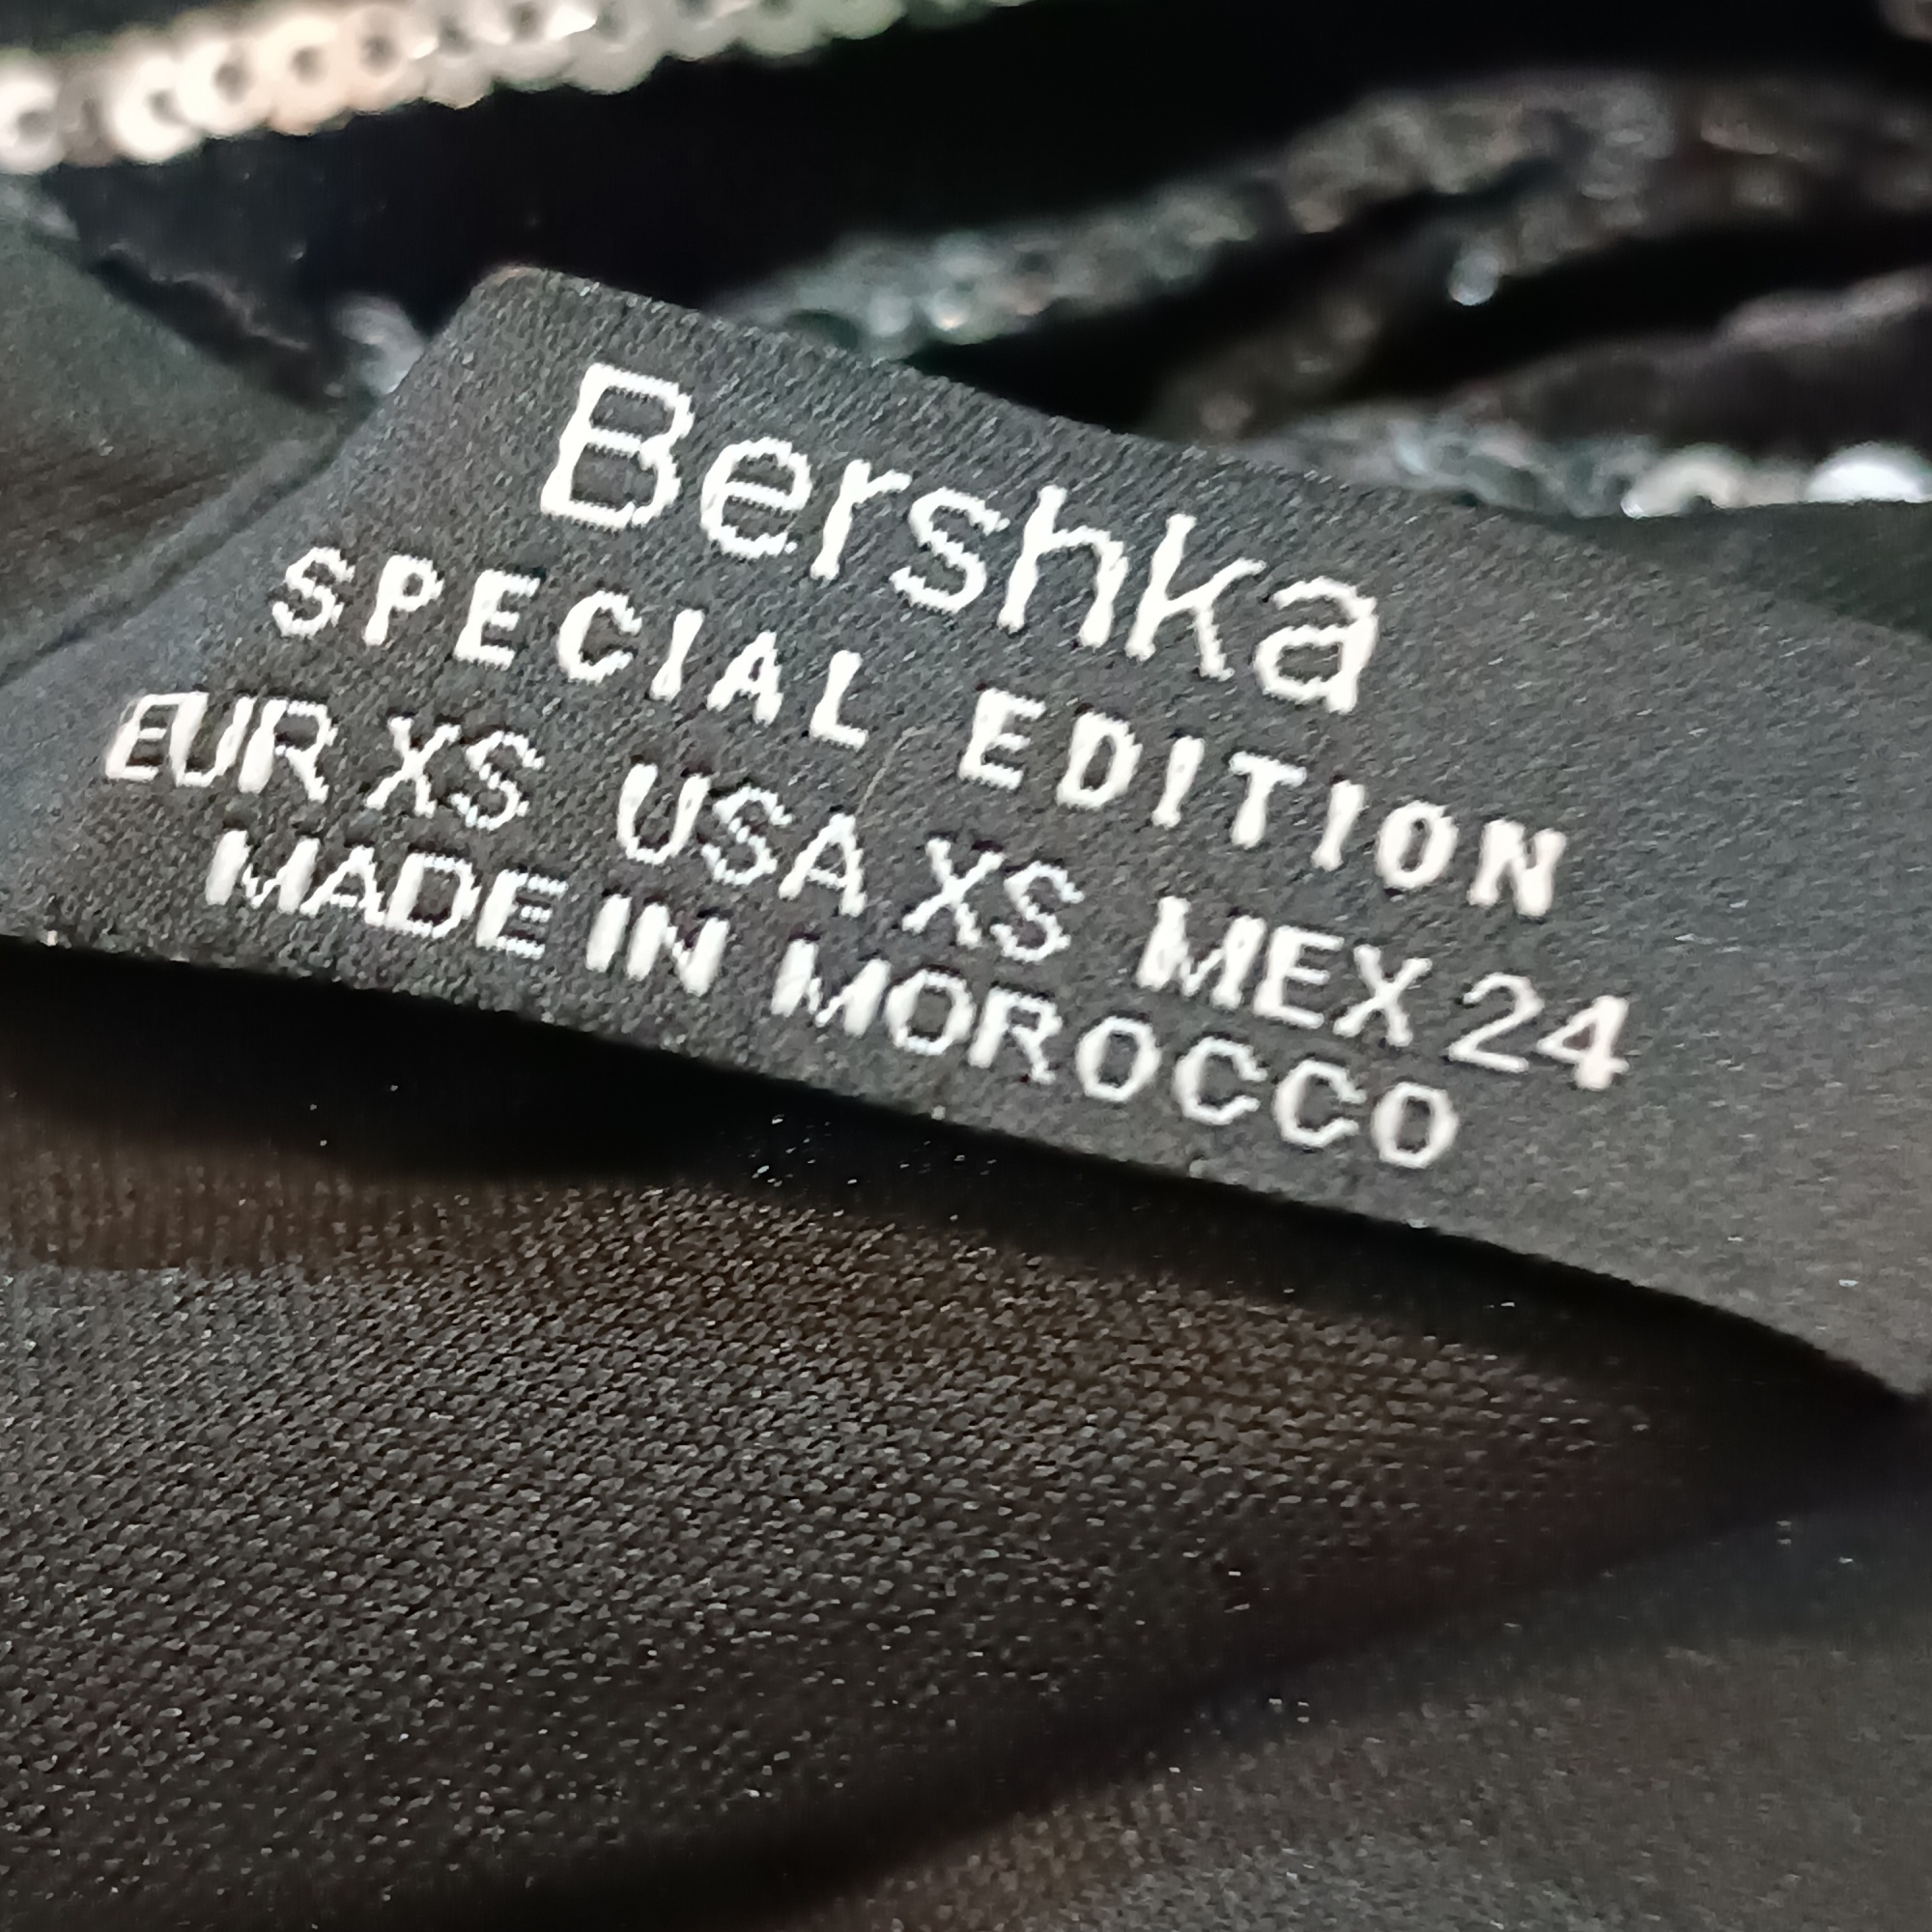 Bershka
SPECIAL EDITION
EUR XS USA XS MEX 24
MADE IN MOROCCO